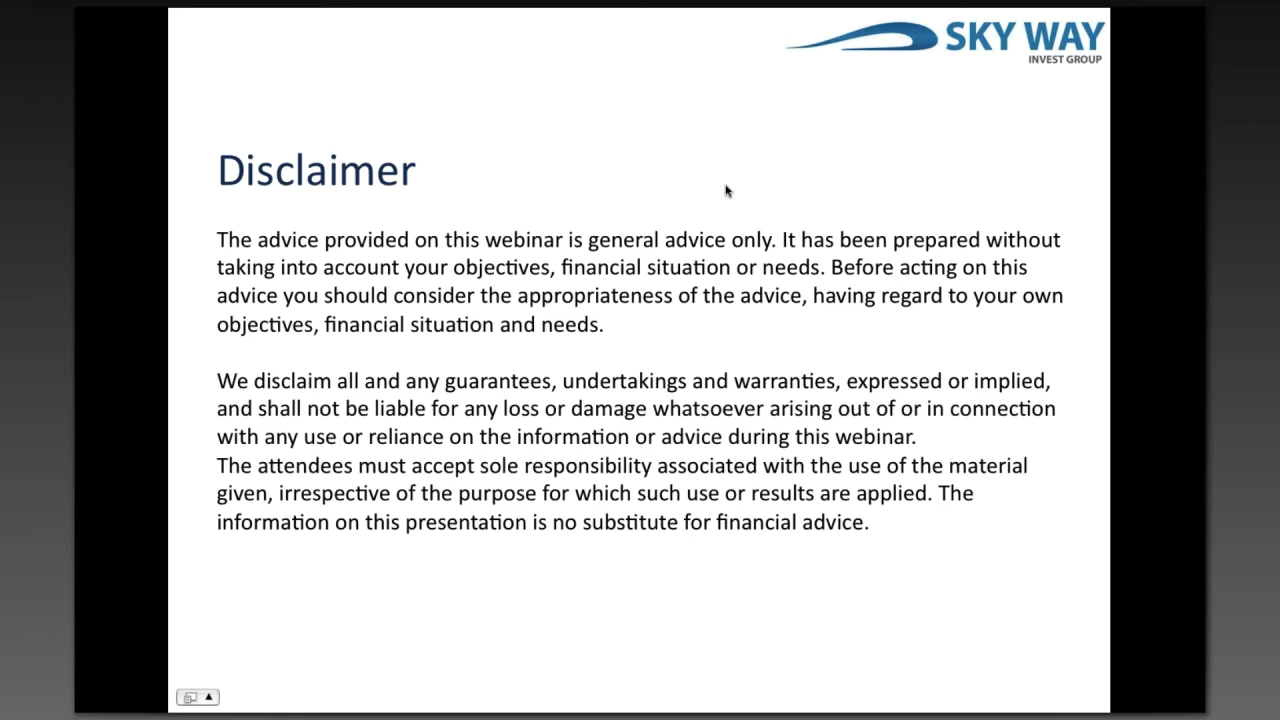 SKY WAY
INVEST GROUP
Disclaimer
The advice provided on this webinar is general advice only. It has been prepared without
taking into account your objectives, financial situation or needs. Before acting on this
advice you should consider the appropriateness of the advice, having regard to your own
objectives, financial situation and needs.
We disclaim all and any guarantees, undertakings and warranties, expressed or implied,
and shall not be liable for any loss or damage whatsoever arising out of or in connection
with any use or reliance on the information or advice during this webinar.
The attendees must accept sole responsibility associated with the use of the material
given, irrespective of the purpose for which such use or results are applied. The
information on this presentation is no substitute for financial advice.